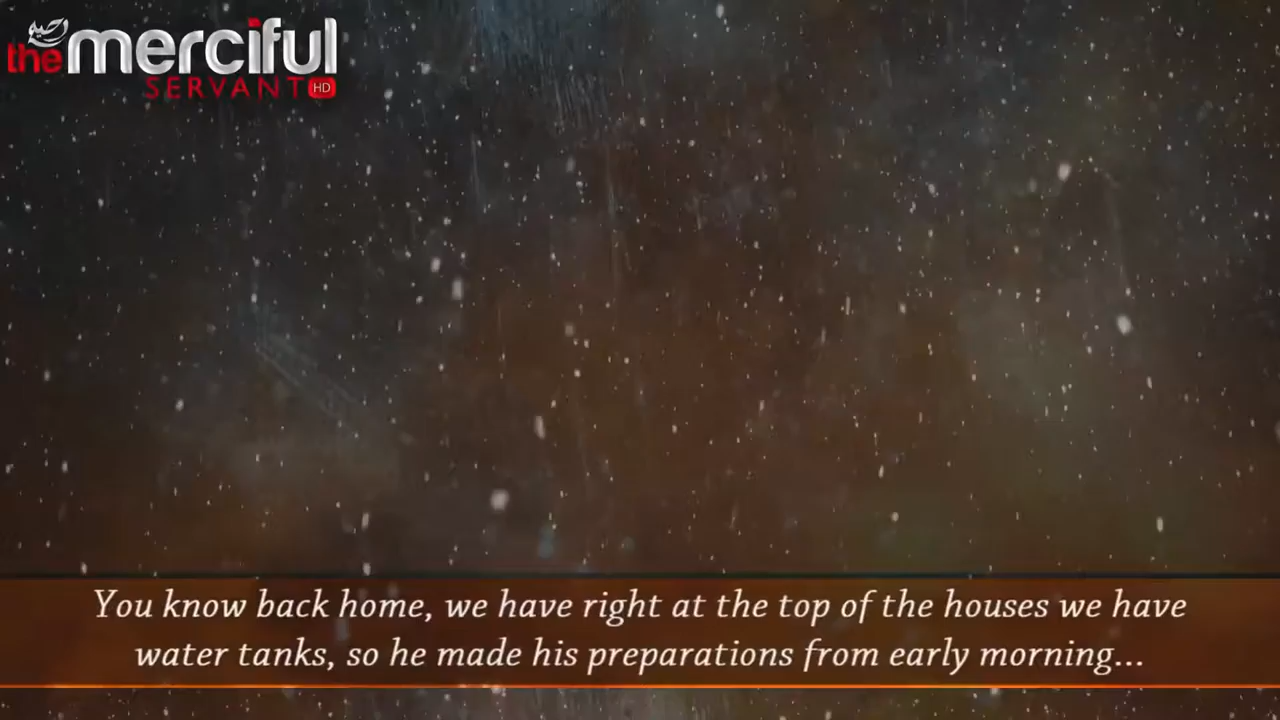 the merciful
SERVANT HD
You know back home, we have right at the top of the houses we have
water tanks, so he made his preparations from early morning...